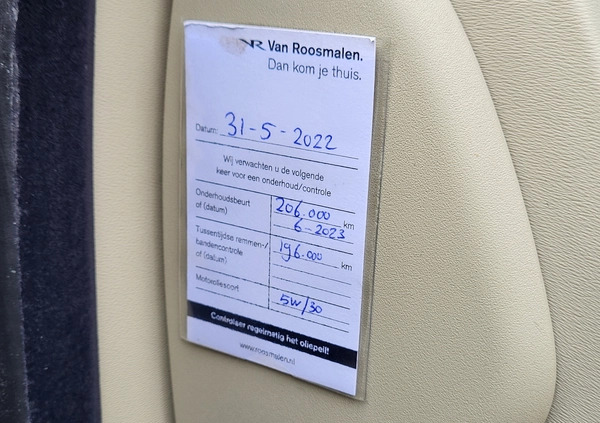 VR Van Roosmalen.
Dan kom je thuis.
Datum: 31-5-2022
Wij verwachten u de volgende
keer voor een onderhoud/controle
Onderhoudsbeurt 206.000 km
of (datum) 6-2023
Tussentijdse remmen-/ 196.000 km
bandencontrole
of (datum)
Motoroliesoort 5W/30
Controleer regelmatig het oliepeil!
www.roosmalen.nl